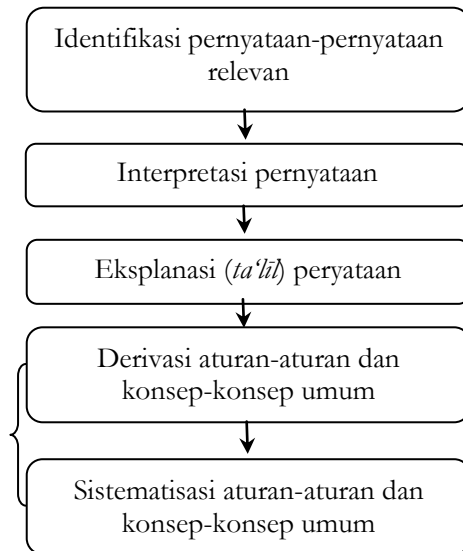 Identifikasi pernyataan-pernyataan
relevan
Interpretasi pernyataan
Eksplanasi (ta‘līl) peryataan
Derivasi aturan-aturan dan
konsep-konsep umum
Sistematisasi aturan-aturan dan
konsep-konsep umum